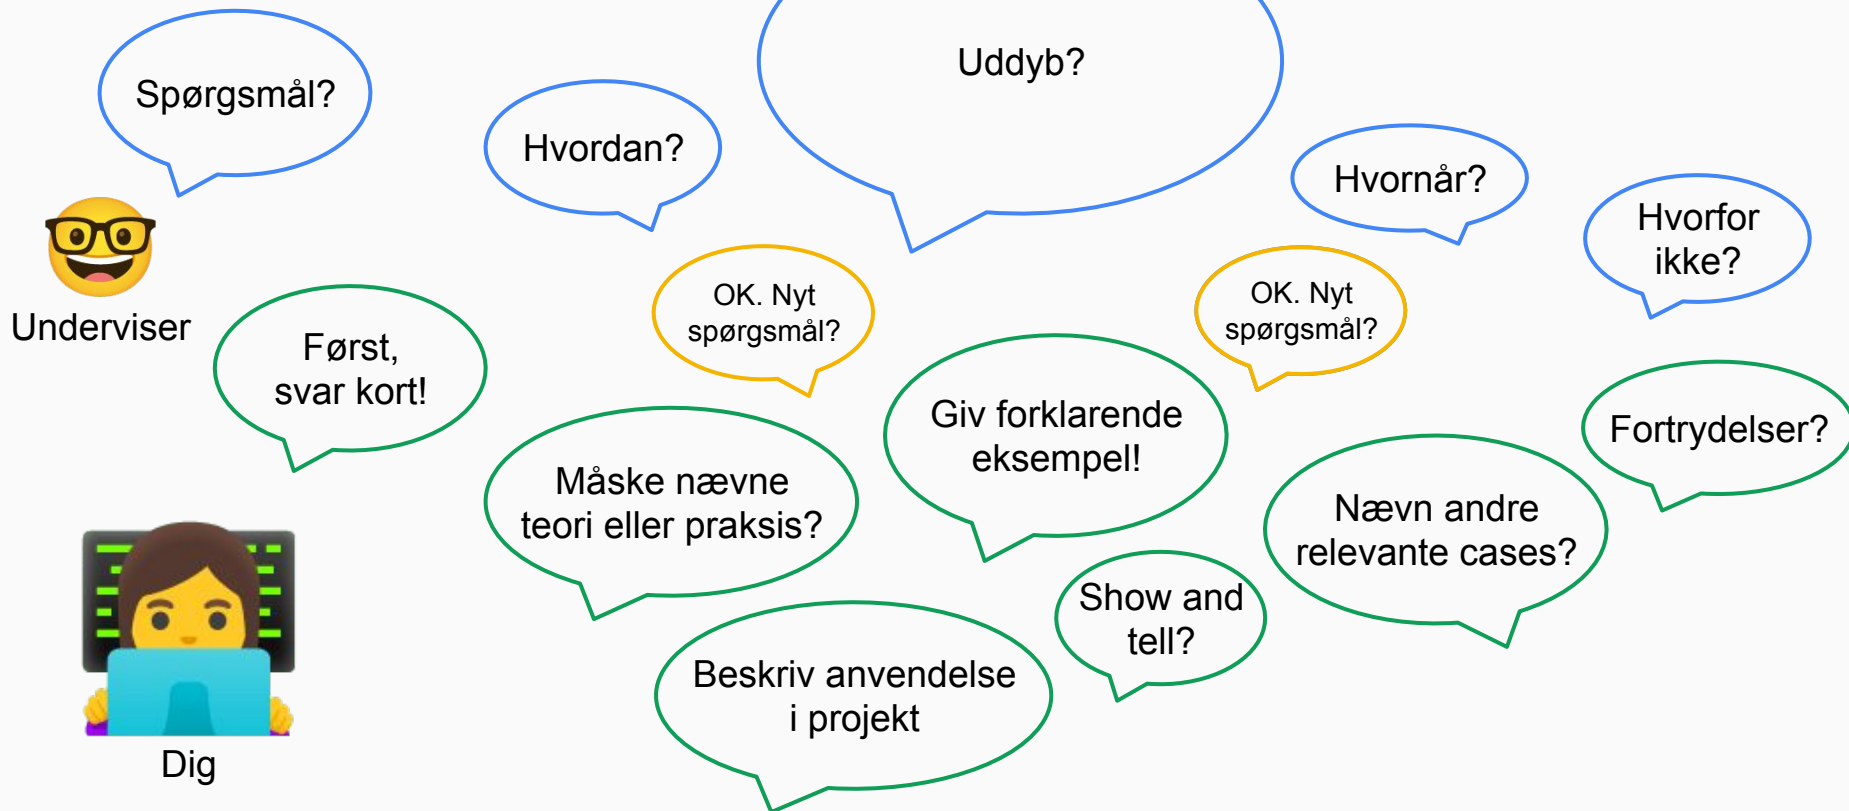 Uddyb?
Spørgsmål?
Hvordan?
Hvornår?
Hvorfor
ikke?
OK. Nyt
spørgsmål?
OK. Nyt
spørgsmål?
Underviser
Først,
svar kort!
Giv forklarende
eksempel!
Fortrydelser?
Måske nævne
teori eller praksis?
Nævn andre
relevante cases?
Show and
tell?
Beskriv anvendelse
i projekt
Dig